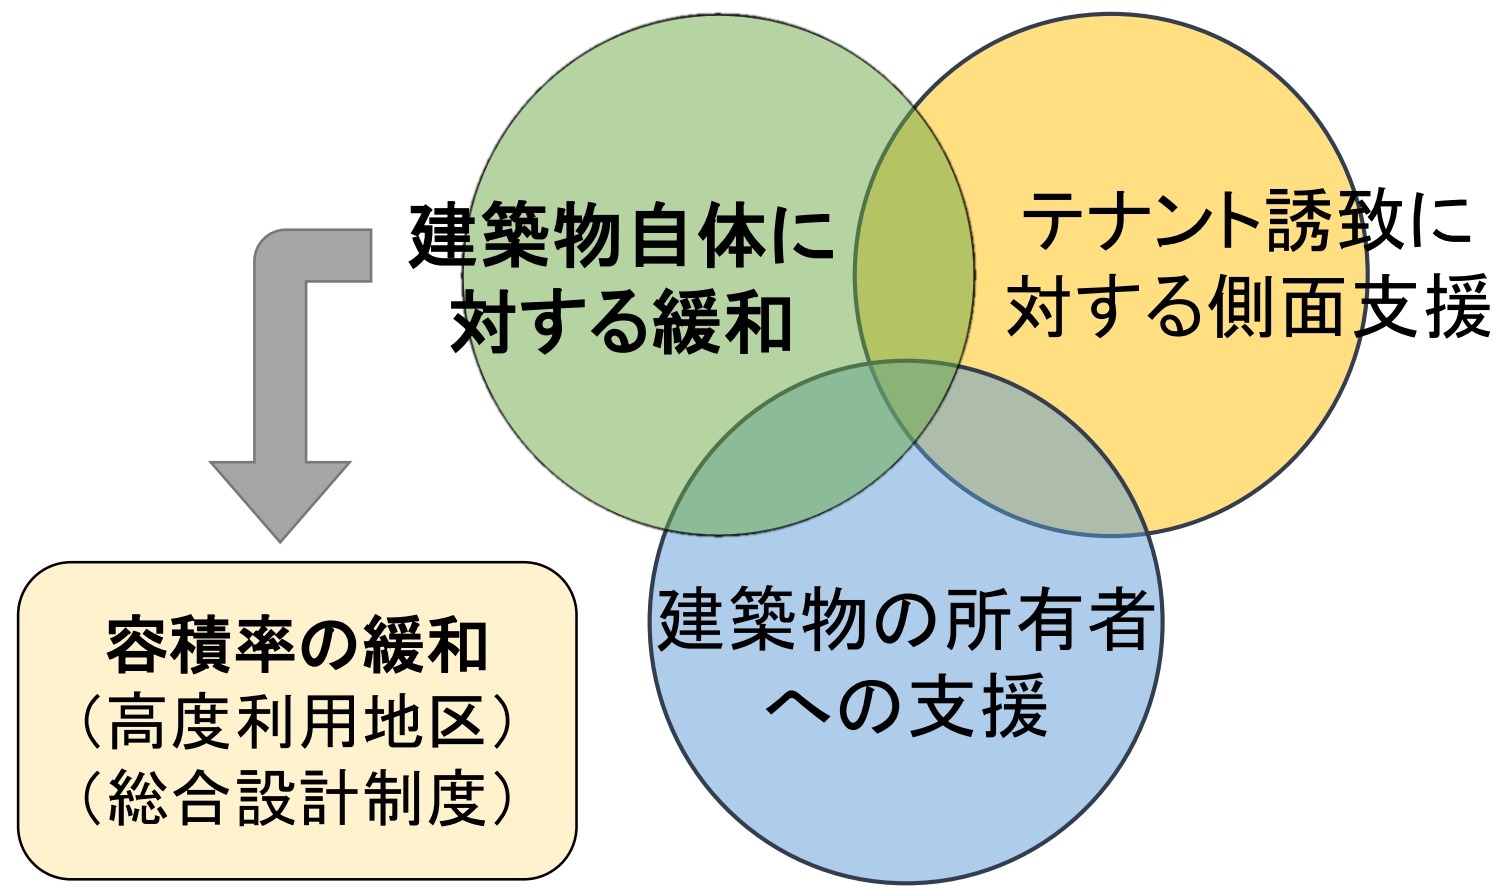 建築物自体に
対する緩和
テナント誘致に
対する側面支援
建築物の所有者
への支援
容積率の緩和
（高度利用地区）
（総合設計制度）